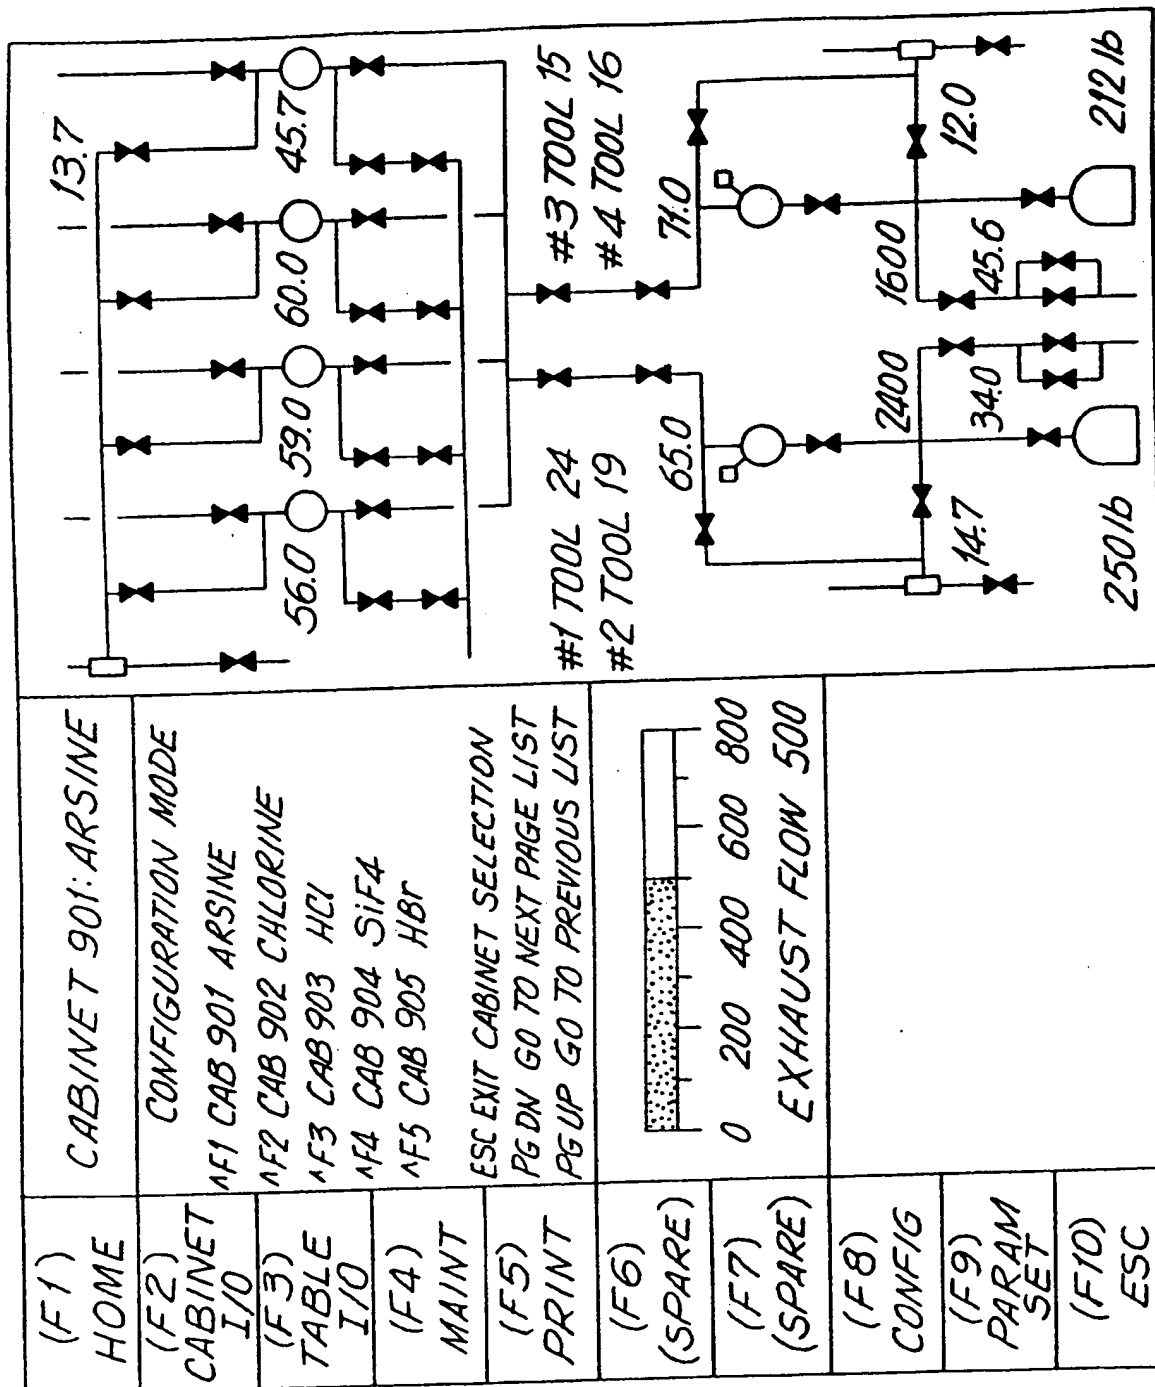 (F1)
HOME
(F2)
CABINET
I/O
(F3)
TABLE
I/O
(F4)
MAINT
(F5)
PRINT
(F6)
(SPARE)
(F7)
(SPARE)
(F8)
CONFIG
(F9)
PARAM
SET
(F10)
ESC
CABINET 901: ARSINE
CONFIGURATION MODE
^F1 CAB 901 ARSINE
^F2 CAB 902 CHLORINE
^F3 CAB 903 HCl
^F4 CAB 904 SiF4
^F5 CAB 905 HBr
ESC EXIT CABINET SELECTION
PG DN GO TO NEXT PAGE LIST
PG UP GO TO PREVIOUS LIST
0 200 400 600 800
EXHAUST FLOW 500
13.7
56.0 59.0 60.0 45.7
#1 TOOL 24 #3 TOOL 15
#2 TOOL 19 #4 TOOL 16
65.0 71.0
2400 1600
14.7 34.0 45.6 12.0
250 lb 212 lb